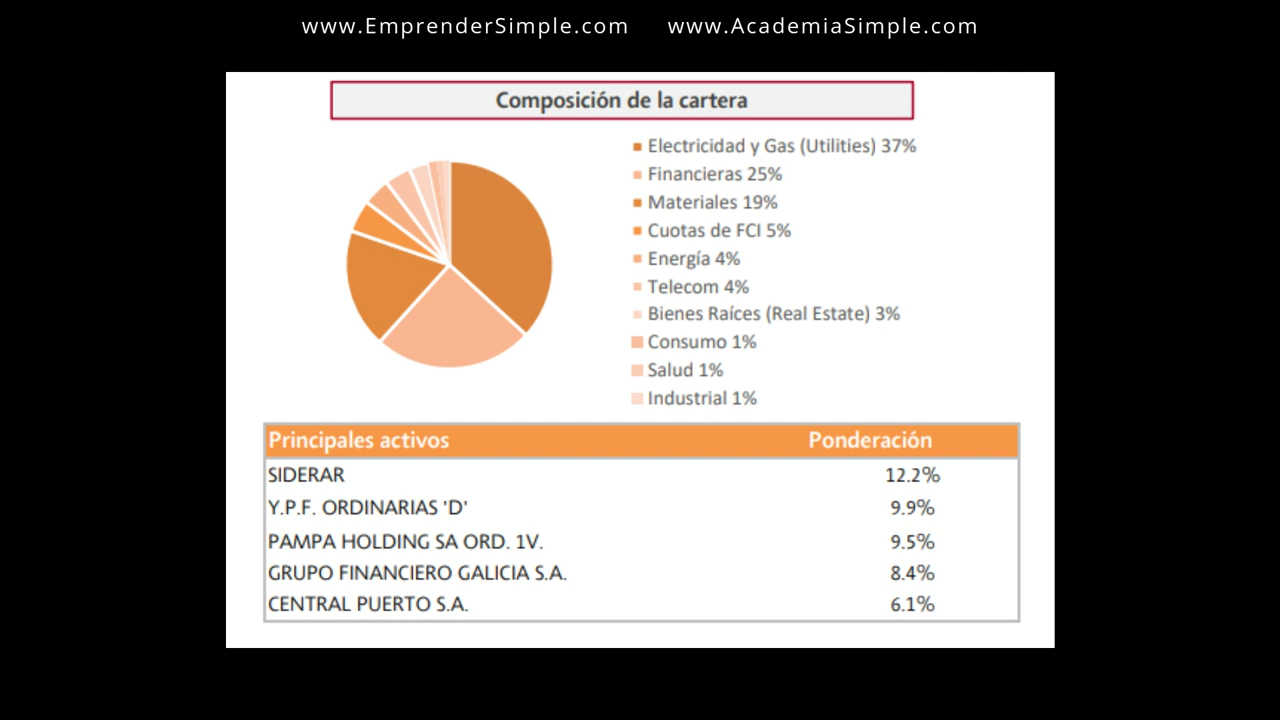 www.EmprenderSimple.com www.AcademiaSimple.com
Composición de la cartera
Electricidad y Gas (Utilities) 37%
Financieras 25%
Materiales 19%
Cuotas de FCI 5%
Energía 4%
Telecom 4%
Bienes Raíces (Real Estate) 3%
Consumo 1%
Salud 1%
Industrial 1%
Principales activos Ponderación
SIDERAR 12.2%
Y.P.F. ORDINARIAS 'D' 9.9%
PAMPA HOLDING SA ORD. 1V. 9.5%
GRUPO FINANCIERO GALICIA S.A. 8.4%
CENTRAL PUERTO S.A. 6.1%